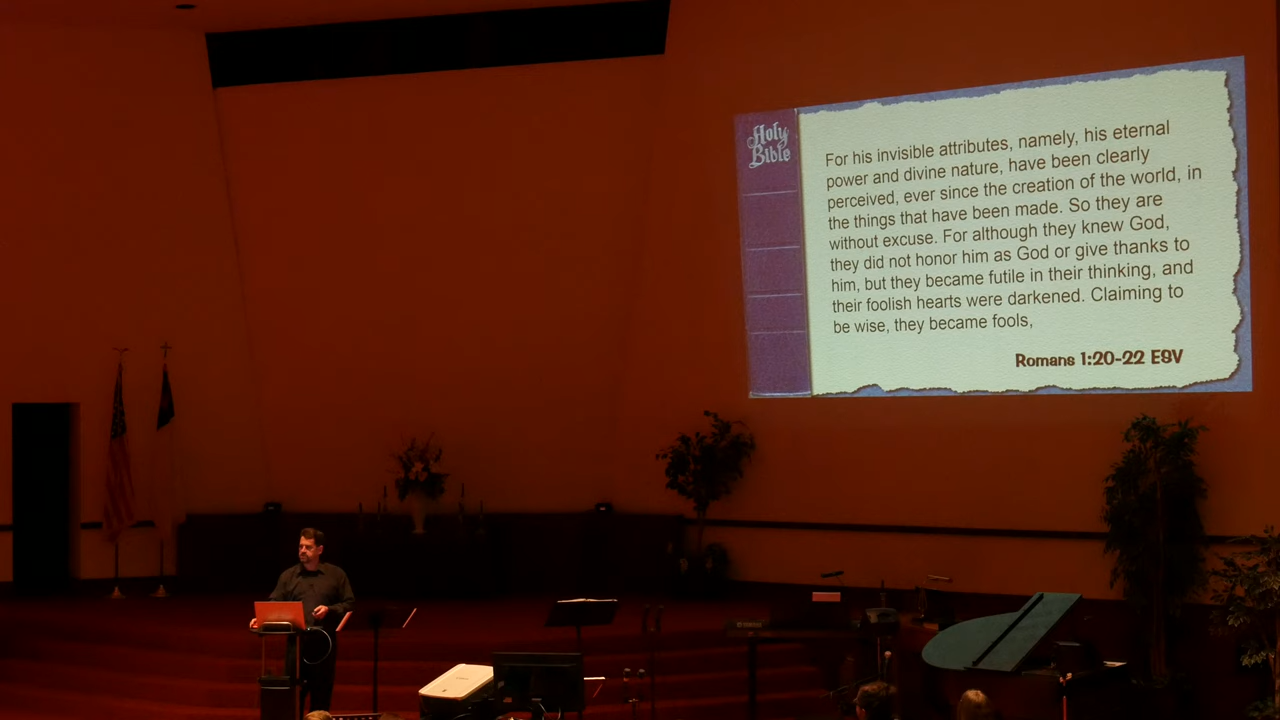 Holy
Bible
For his invisible attributes, namely, his eternal
power and divine nature, have been clearly
perceived, ever since the creation of the world, in
the things that have been made. So they are
without excuse. For although they knew God,
they did not honor him as God or give thanks to
him, but they became futile in their thinking, and
their foolish hearts were darkened. Claiming to
be wise, they became fools,
Romans 1:20-22 ESV